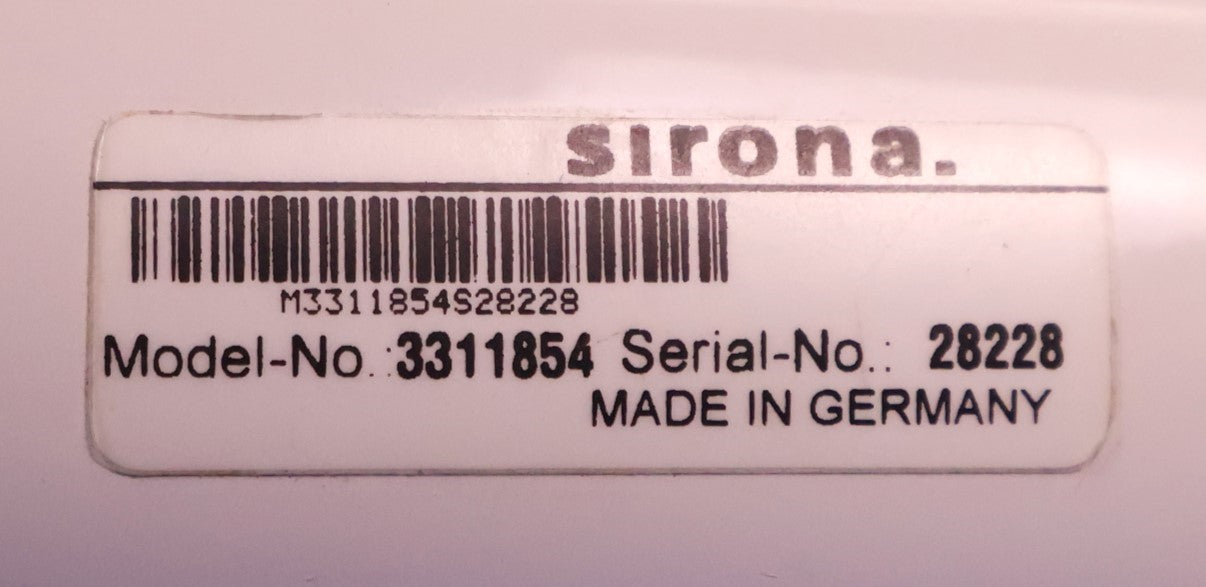 sirona.
M3311854S28228
Model-No.:3311854 Serial-No.: 28228
MADE IN GERMANY